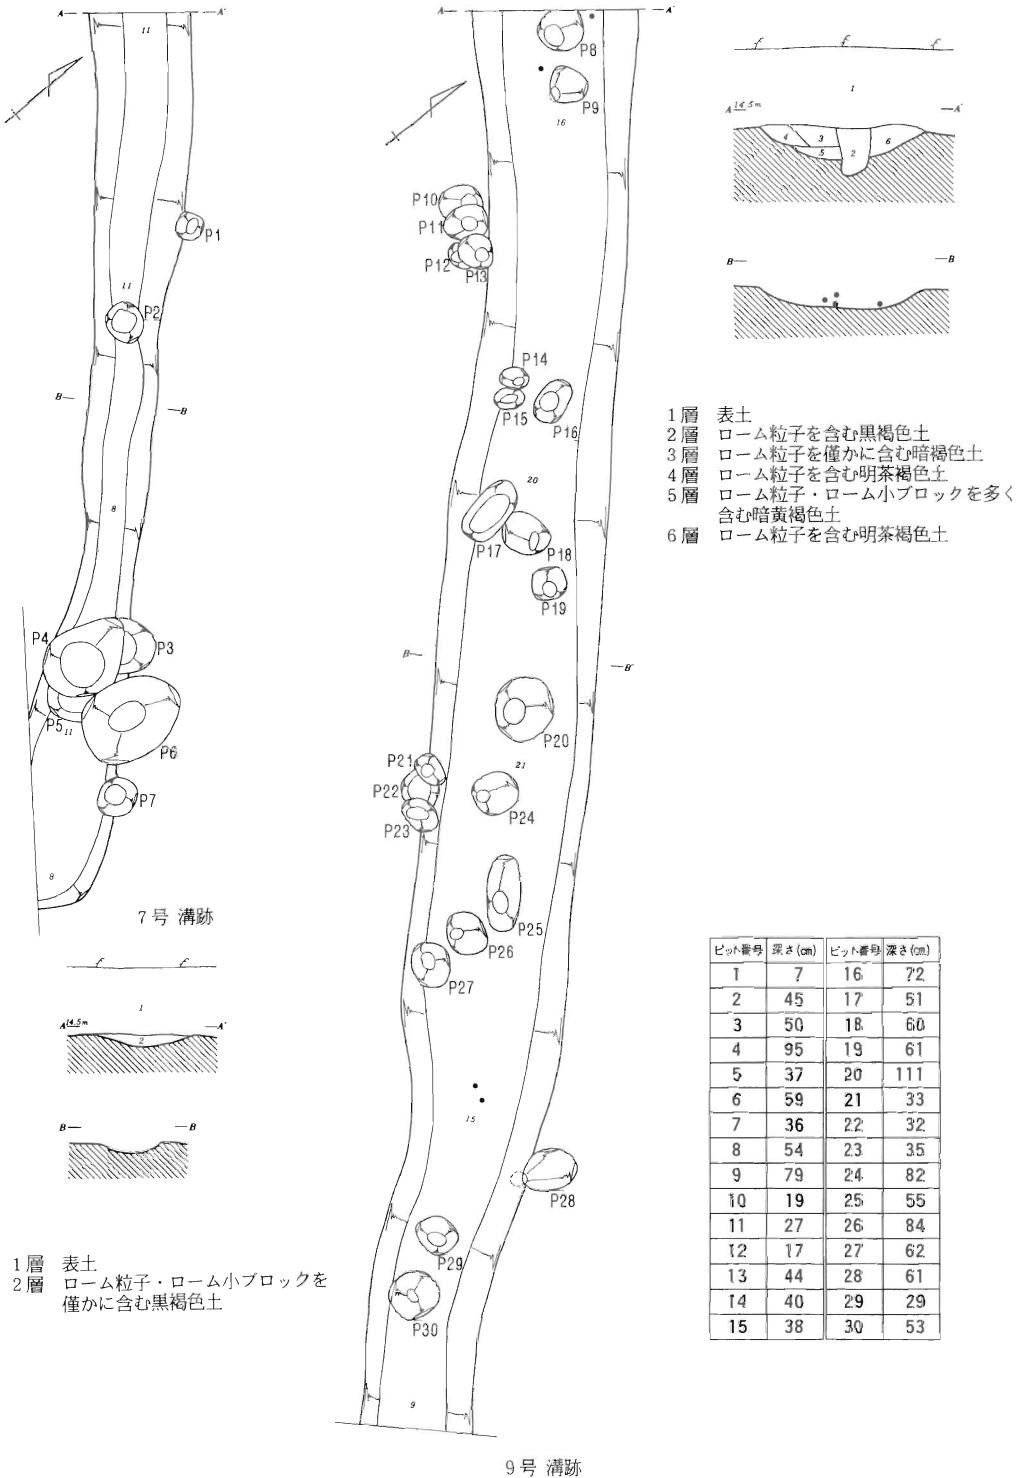 A A´
11
P1
11
P2
B B
8
P4
P3
P5
11
P6
P7
8
7号 溝跡
1
A 14.5m A´
2
B B
1層 表土
2層 ローム粒子・ローム小ブロックを
僅かに含む黒褐色土
A A´
P8
P9
16
P10
P11
P12
P13
P14
P15
P16
20
P17
P18
P19
B B´
P20
P21
21
P22
P24
P23
P25
P26
P27
15
P28
P29
P30
9
9号 溝跡
1
A 14.5m A´
4 3 2 6
5
B B
1層 表土
2層 ローム粒子を含む黒褐色土
3層 ローム粒子を僅かに含む暗褐色土
4層 ローム粒子を含む明茶褐色土
5層 ローム粒子・ローム小ブロックを多く
含む暗黄褐色土
6層 ローム粒子を含む明茶褐色土
ピット番号 深さ(cm) ピット番号 深さ(cm)
1 7 16 72
2 45 17 51
3 50 18 60
4 95 19 61
5 37 20 111
6 59 21 33
7 36 22 32
8 54 23 35
9 79 24 82
10 19 25 55
11 27 26 84
12 17 27 62
13 44 28 61
14 40 29 29
15 38 30 53